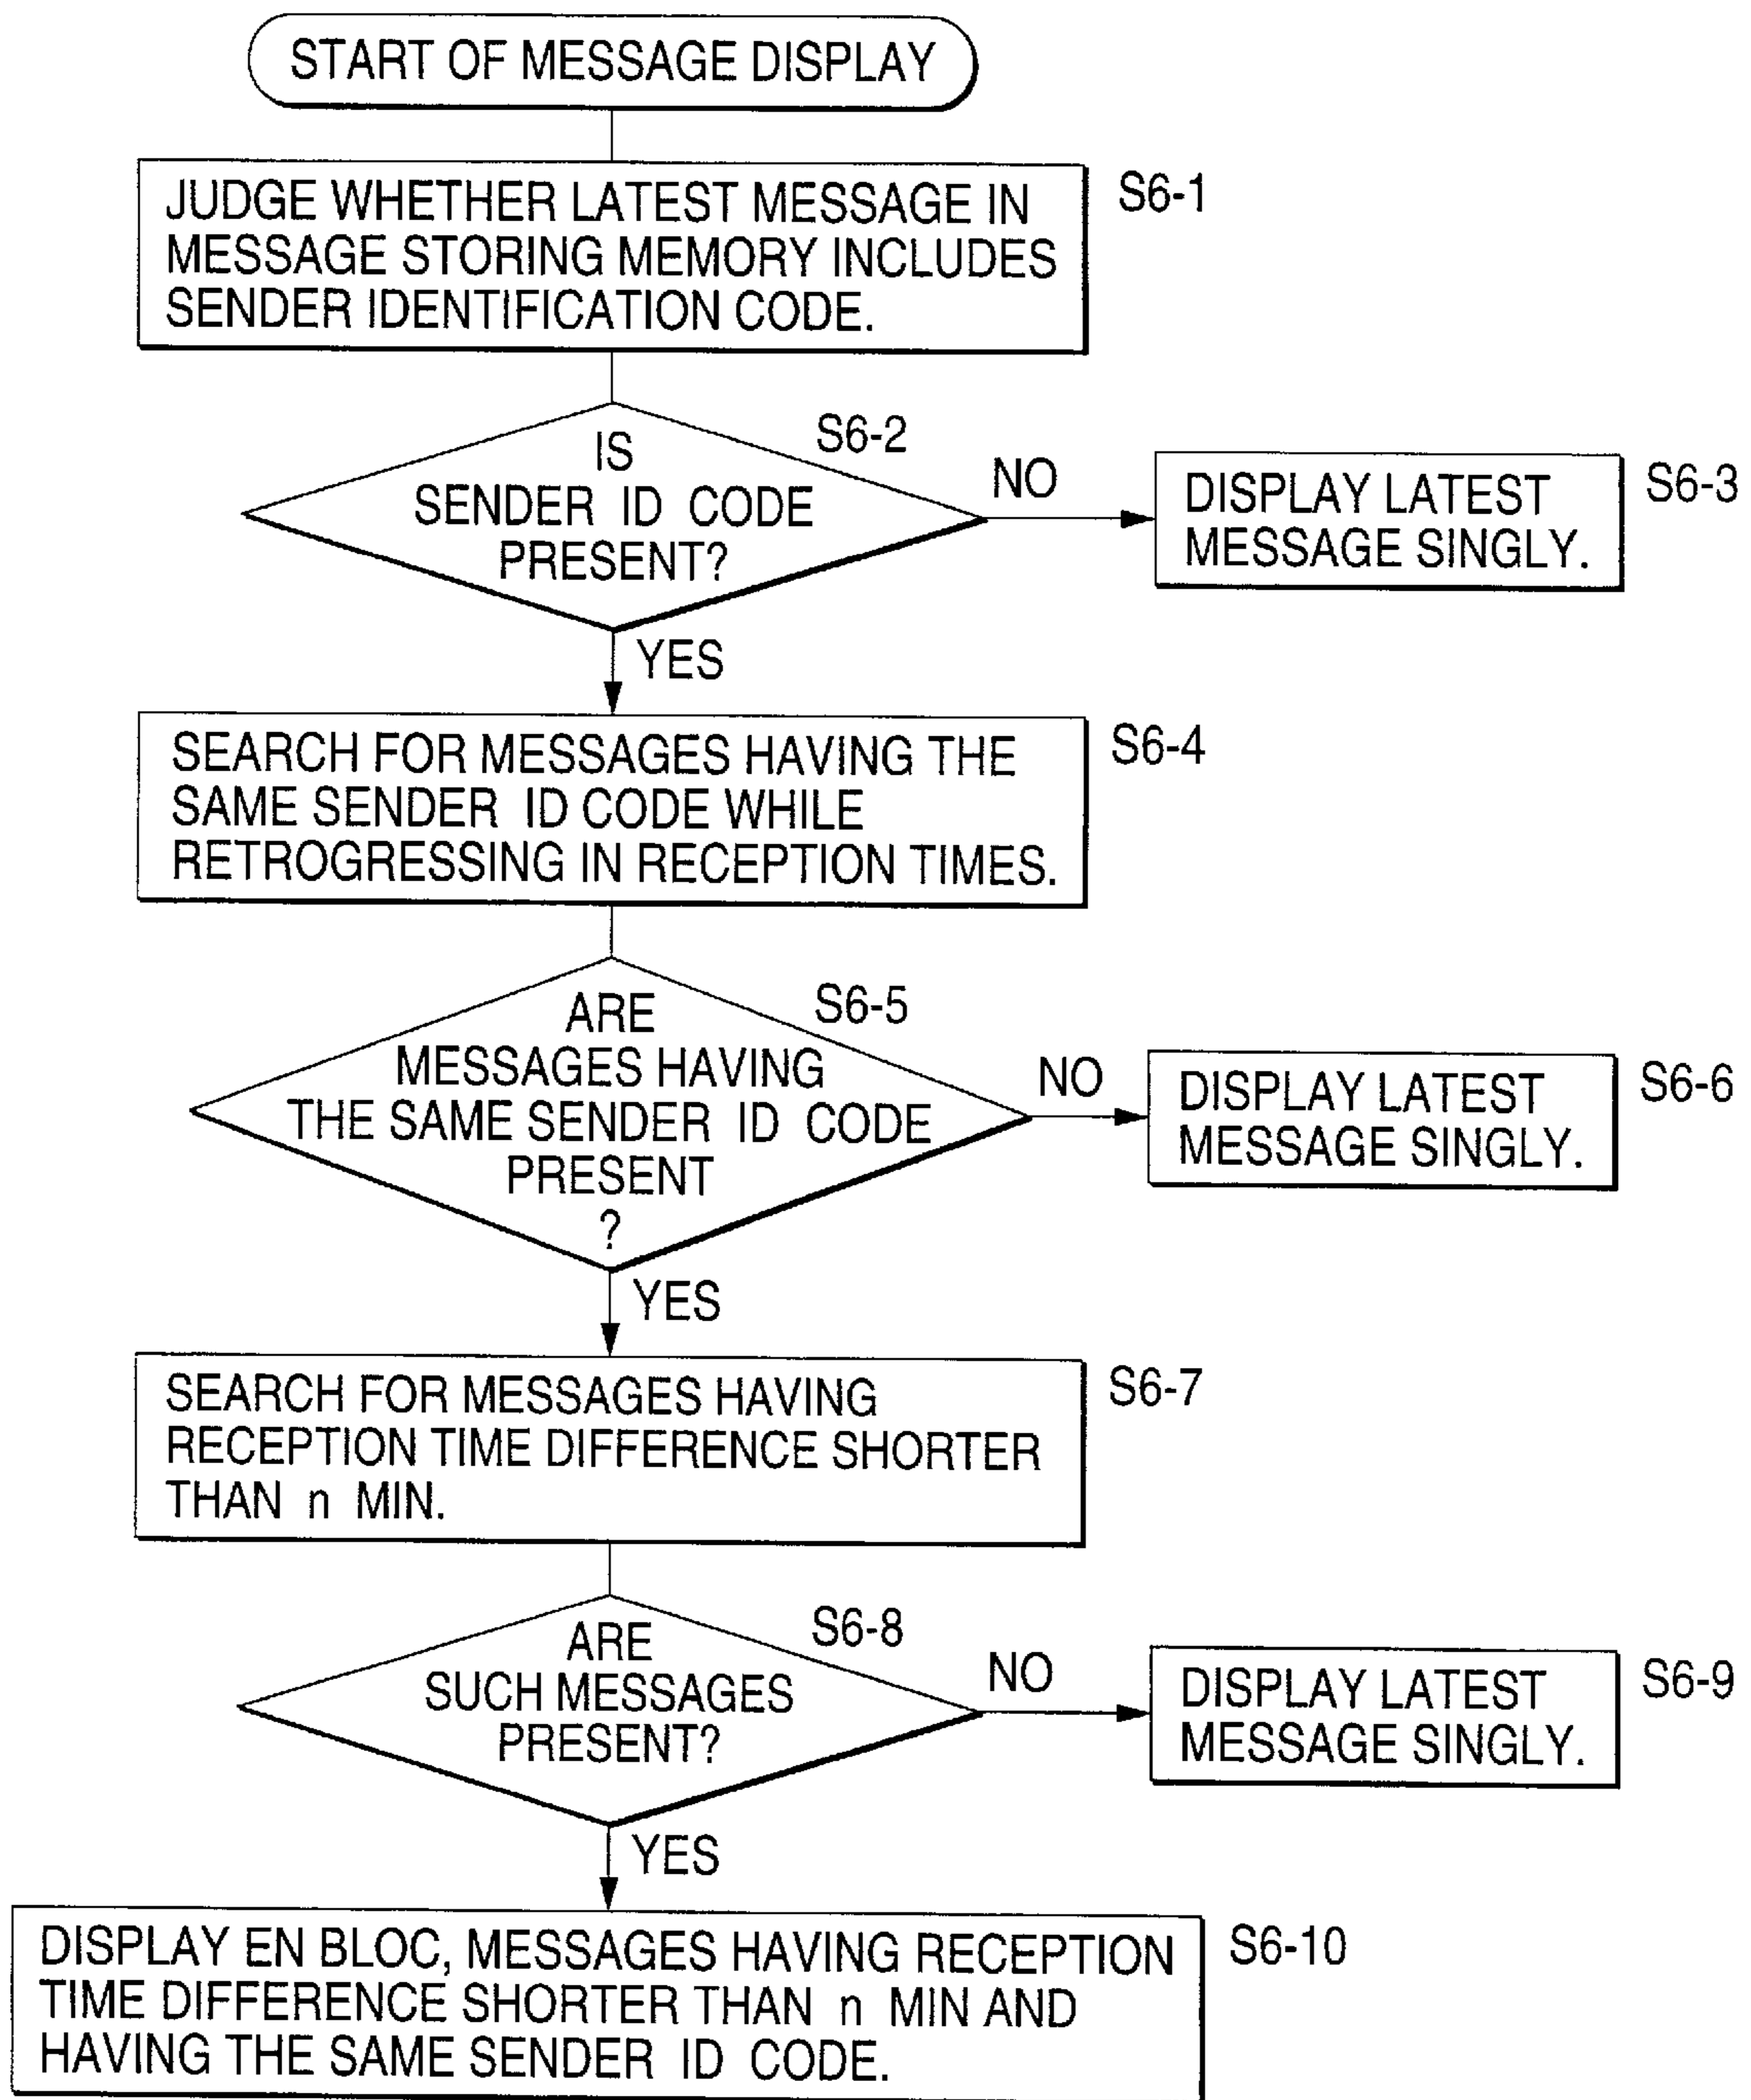 START OF MESSAGE DISPLAY
JUDGE WHETHER LATEST MESSAGE IN
MESSAGE STORING MEMORY INCLUDES
SENDER IDENTIFICATION CODE.
S6-1
IS
SENDER ID CODE
PRESENT?
S6-2
NO
DISPLAY LATEST
MESSAGE SINGLY.
S6-3
YES
SEARCH FOR MESSAGES HAVING THE
SAME SENDER ID CODE WHILE
RETROGRESSING IN RECEPTION TIMES.
S6-4
ARE
MESSAGES HAVING
THE SAME SENDER ID CODE
PRESENT
?
S6-5
NO
DISPLAY LATEST
MESSAGE SINGLY.
S6-6
YES
SEARCH FOR MESSAGES HAVING
RECEPTION TIME DIFFERENCE SHORTER
THAN n MIN.
S6-7
ARE
SUCH MESSAGES
PRESENT?
S6-8
NO
DISPLAY LATEST
MESSAGE SINGLY.
S6-9
YES
DISPLAY EN BLOC, MESSAGES HAVING RECEPTION
TIME DIFFERENCE SHORTER THAN n MIN AND
HAVING THE SAME SENDER ID CODE.
S6-10